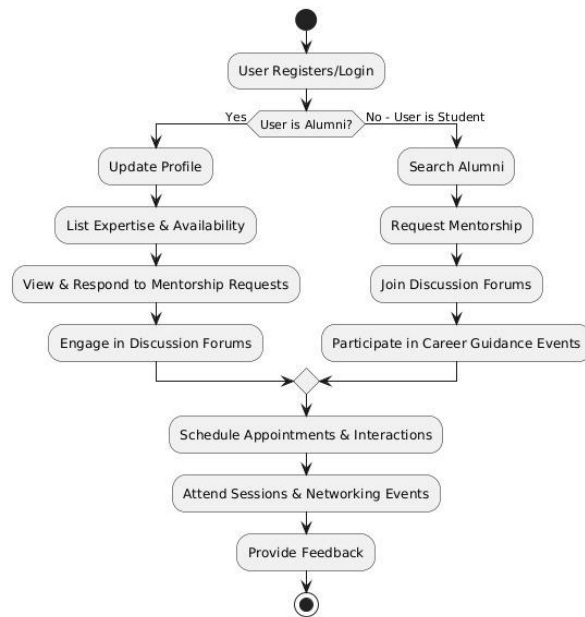 User Registers/Login
Yes
User is Alumni?
No - User is Student
Update Profile
Search Alumni
List Expertise & Availability
Request Mentorship
View & Respond to Mentorship Requests
Join Discussion Forums
Engage in Discussion Forums
Participate in Career Guidance Events
Schedule Appointments & Interactions
Attend Sessions & Networking Events
Provide Feedback